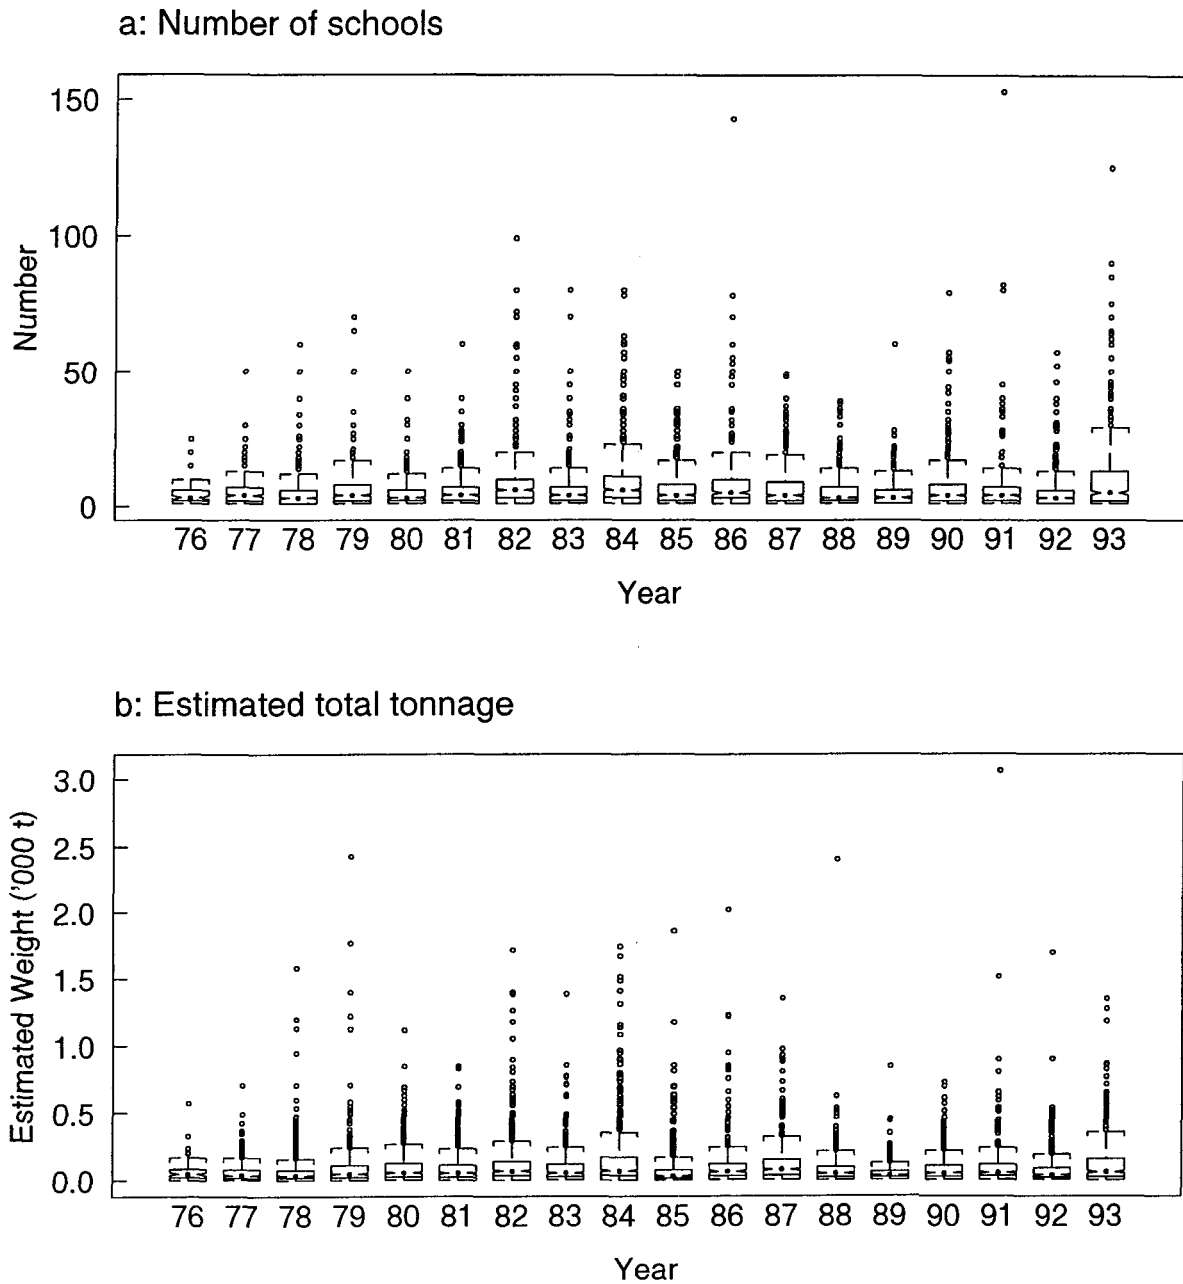 a: Number of schools
150
100
50
0
Number
76 77 78 79 80 81 82 83 84 85 86 87 88 89 90 91 92 93
Year
b: Estimated total tonnage
3.0
2.5
2.0
1.5
1.0
0.5
0.0
Estimated Weight ('000 t)
76 77 78 79 80 81 82 83 84 85 86 87 88 89 90 91 92 93
Year